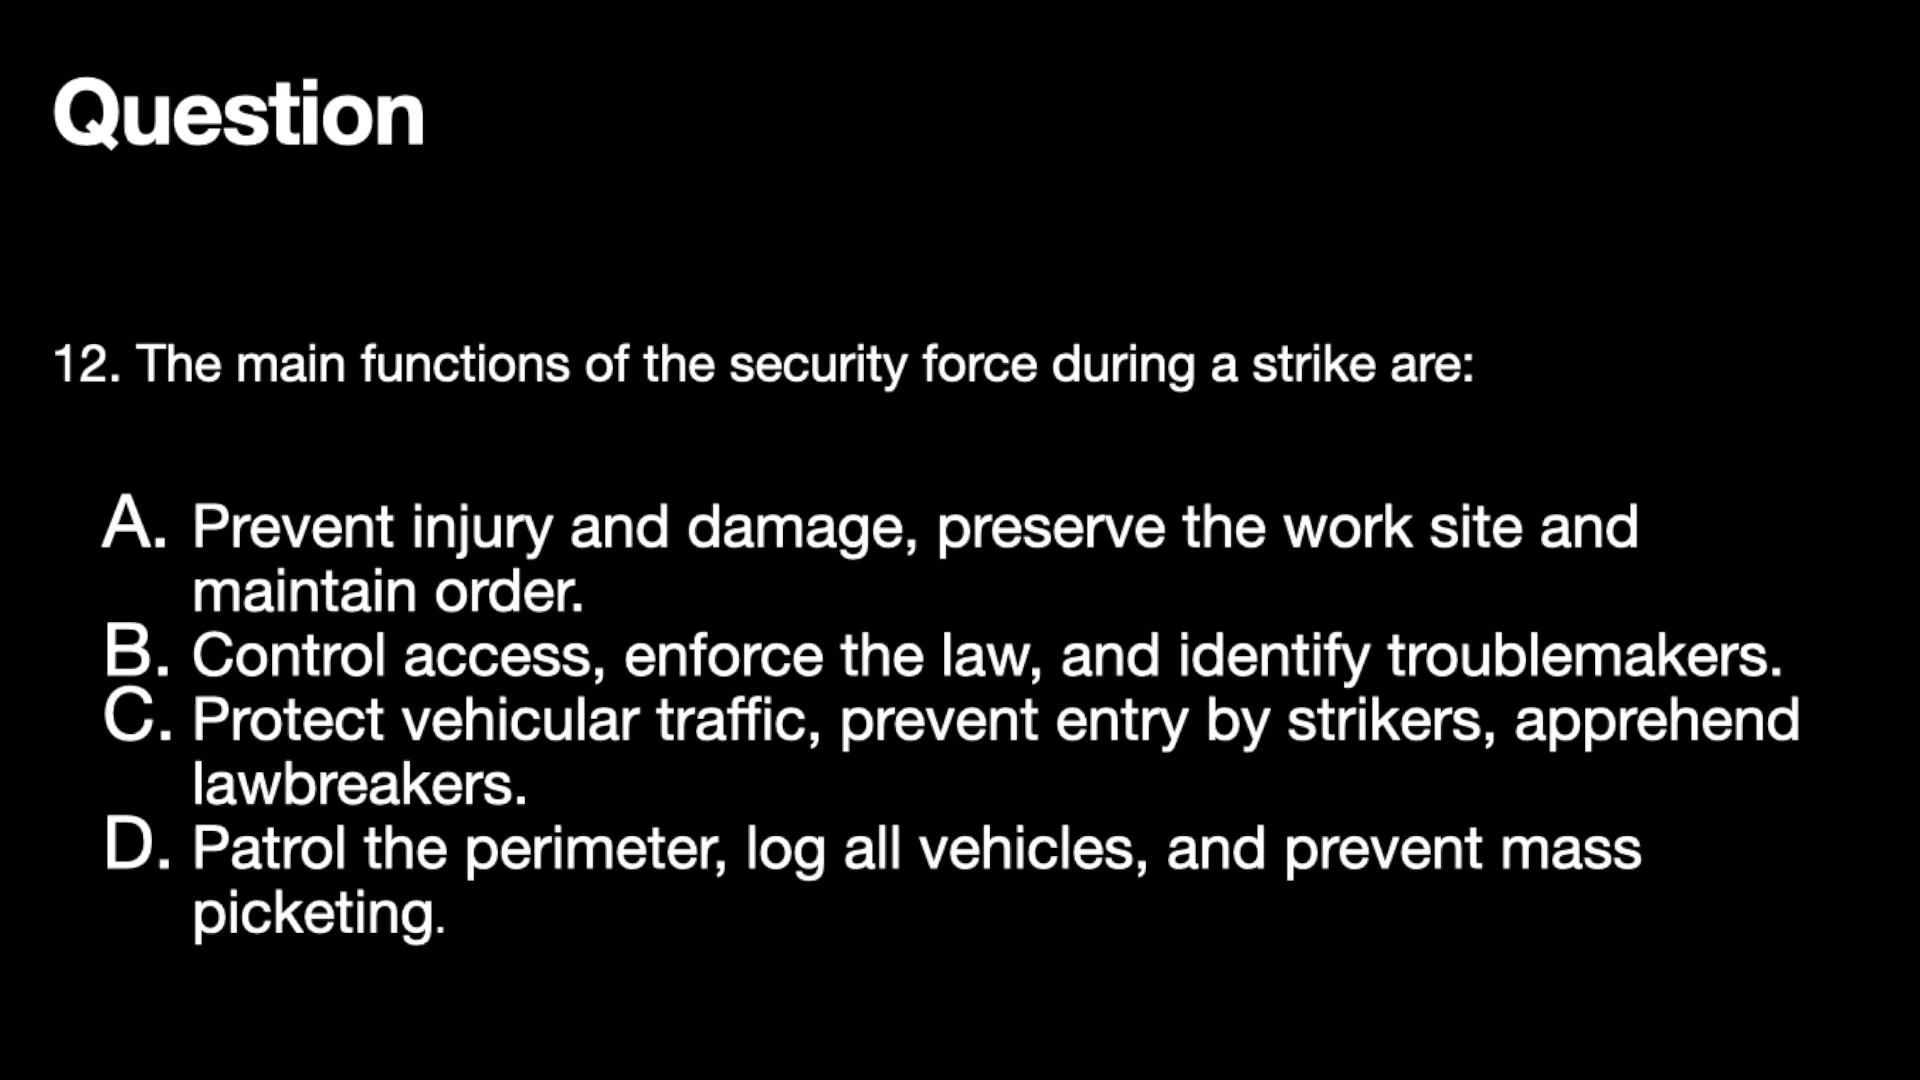 Question
12. The main functions of the security force during a strike are:
A. Prevent injury and damage, preserve the work site and
maintain order.
B. Control access, enforce the law, and identify troublemakers.
C. Protect vehicular traffic, prevent entry by strikers, apprehend
lawbreakers.
D. Patrol the perimeter, log all vehicles, and prevent mass
picketing.